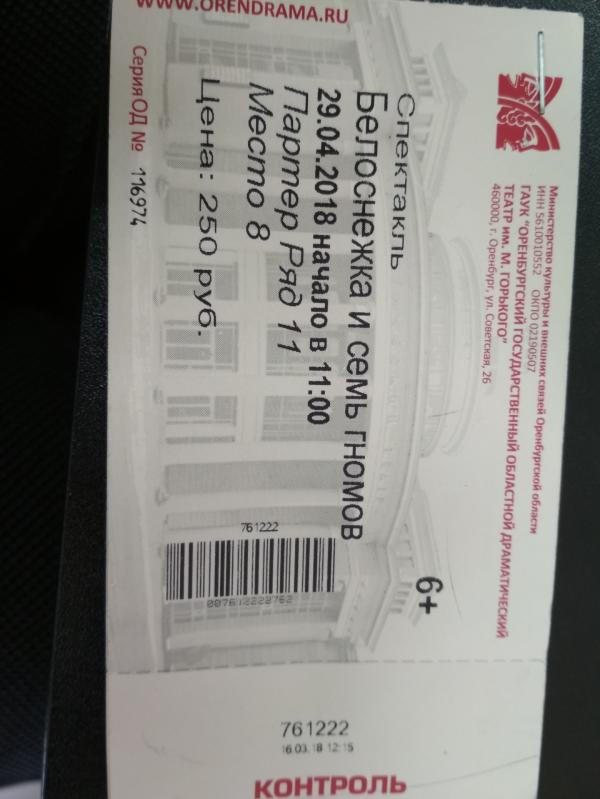 Министерство культуры и внешних связей Оренбургской области
ИНН 5610010552 ОКПО 02190507
ГАУК "ОРЕНБУРГСКИЙ ГОСУДАРСТВЕННЫЙ ОБЛАСТНОЙ ДРАМАТИЧЕСКИЙ
ТЕАТР ИМ. М. ГОРЬКОГО"
460000, г. Оренбург, ул. Советская, 26
6+
Спектакль
Белоснежка и семь гномов
29.04.2018 начало в 11:00
Партер Ряд 11
Место 8
Цена: 250 руб.
761222
007612220762
Серия ОД № 116974
WWW.ORENDRAMA.RU
761222
16.03.18 12:15
КОНТРОЛЬ